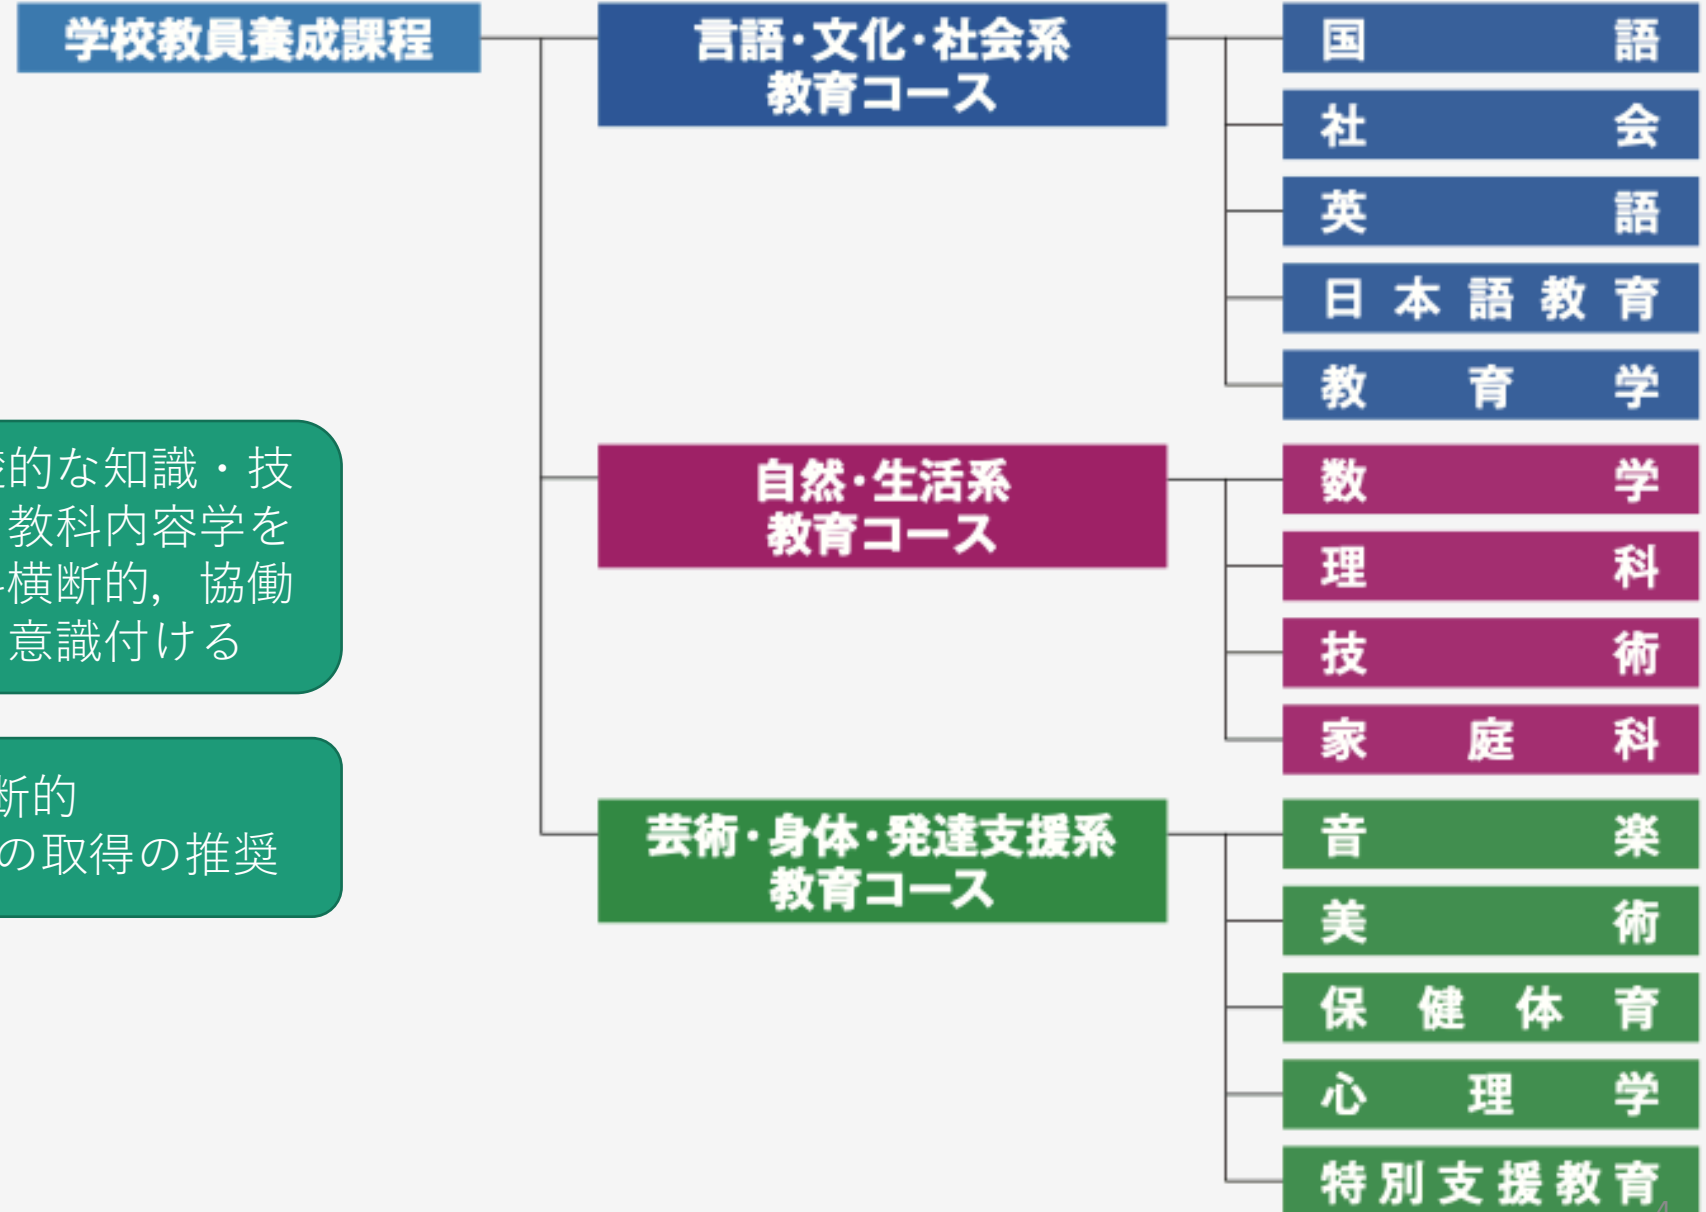 学校教員養成課程
言語・文化・社会系
教育コース
国語
社会
英語
日本語教育
教育学
自然・生活系
教育コース
数学
理科
技術
家庭科
芸術・身体・発達支援系
教育コース
音楽
美術
保健体育
心理学
特別支援教育
的な知識・技
教科内容学を
横断的，協働
意識付ける
断的
の取得の推奨
4